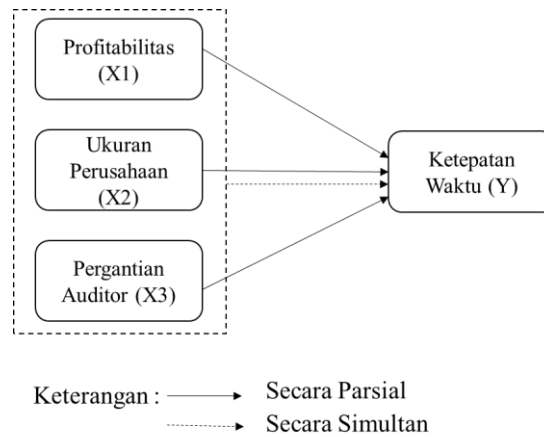 Profitabilitas
(X1)
Ukuran
Perusahaan
(X2)
Pergantian
Auditor (X3)
Ketepatan
Waktu (Y)
Keterangan :
Secara Parsial
Secara Simultan